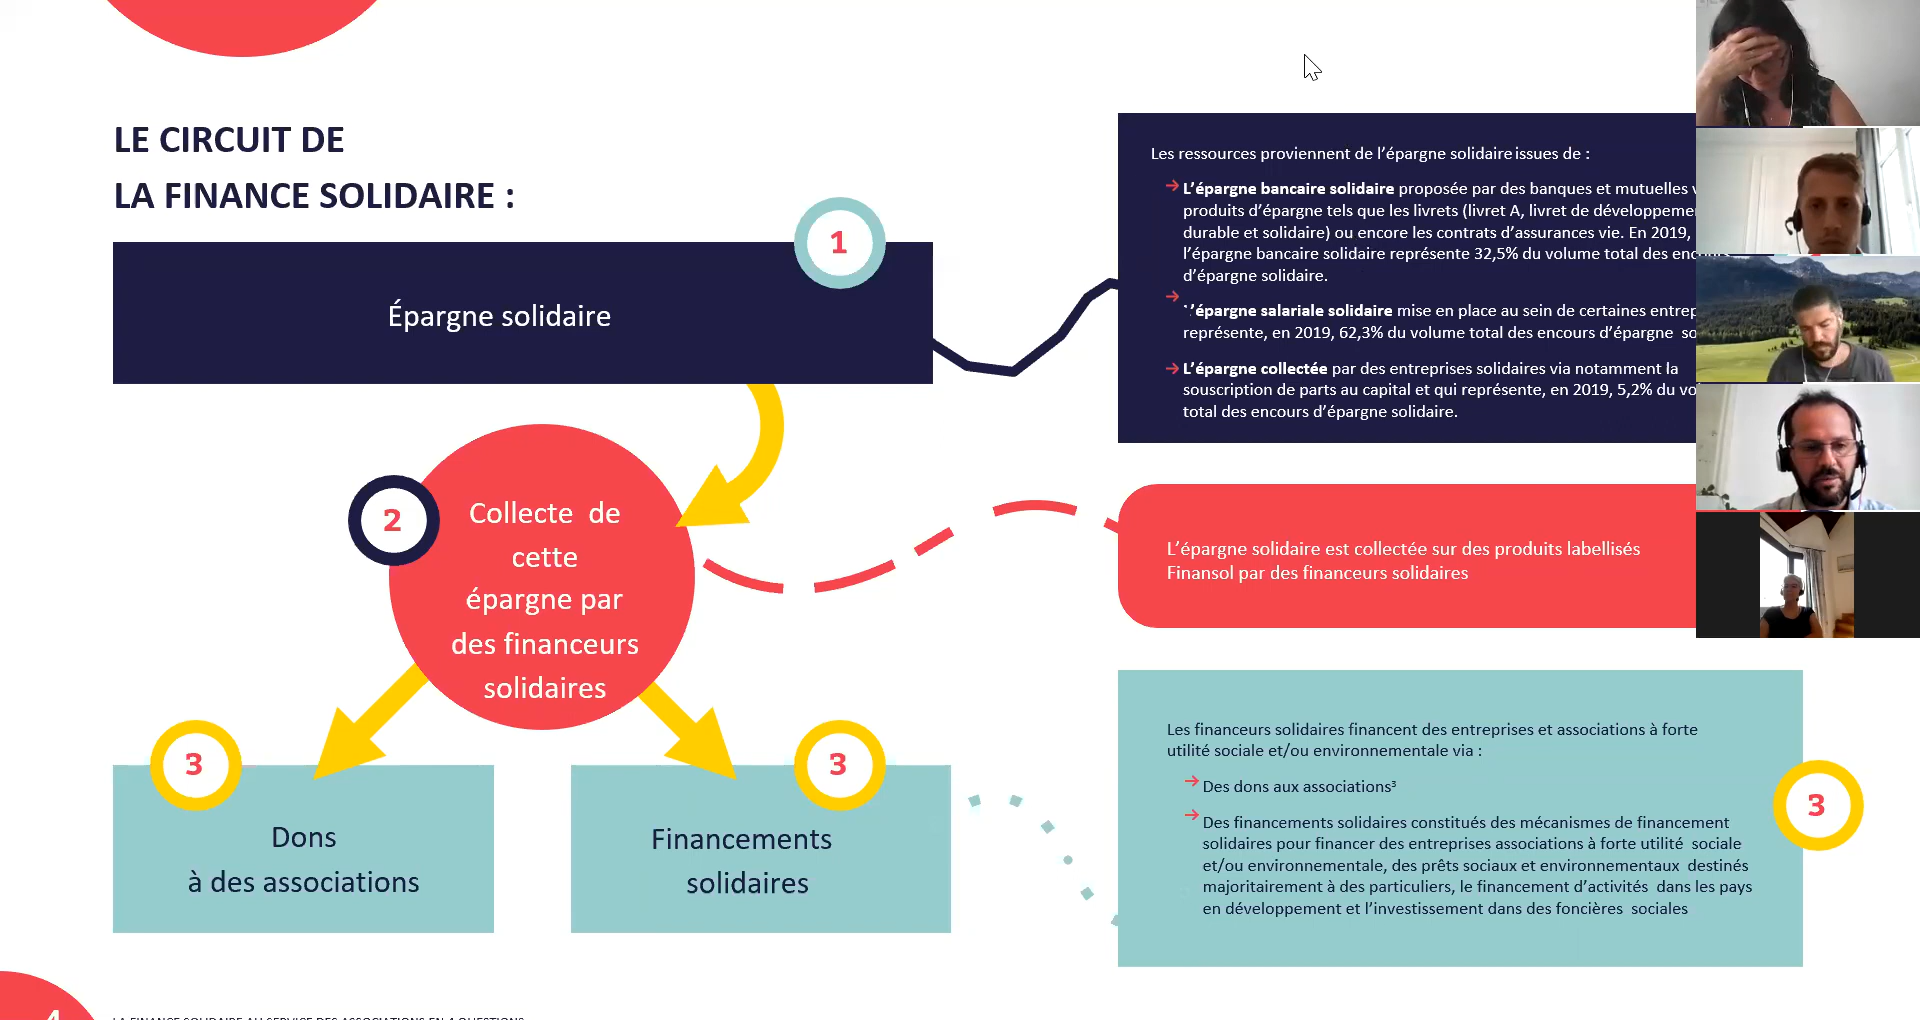 LE CIRCUIT DE
LA FINANCE SOLIDAIRE :
1
Épargne solidaire
2
Collecte de
cette
épargne par
des financeurs
solidaires
3
Dons
à des associations
3
Financements
solidaires
Les ressources proviennent de l’épargne solidaire issues de :
L’épargne bancaire solidaire proposée par des banques et mutuelles
produits d’épargne tels que les livrets (livret A, livret de
durable et solidaire) ou encore les contrats d’assurances vie. En 2019,
l’épargne bancaire solidaire représente 32,5% du volume total des
d’épargne solidaire.
’épargne salariale solidaire mise en place au sein de certaines
représente, en 2019, 62,3% du volume total des encours d’épargne
L’épargne collectée par des entreprises solidaires via notamment la
souscription de parts au capital et qui représente, en 2019, 5,2% du
total des encours d’épargne solidaire.
L’épargne solidaire est collectée sur des produits labellisés
Finansol par des financeurs solidaires
Les financeurs solidaires financent des entreprises et associations à forte
utilité sociale et/ou environnementale via :
Des dons aux associations³
Des financements solidaires constitués des mécanismes de financement
solidaires pour financer des entreprises associations à forte utilité sociale
et/ou environnementale, des prêts sociaux et environnementaux destinés
majoritairement à des particuliers, le financement d’activités dans les pays
en développement et l’investissement dans des foncières sociales
3
4
LA FINANCE SOLIDAIRE AU SERVICE DES ASSOCIATIONS EN 4 QUESTIONS